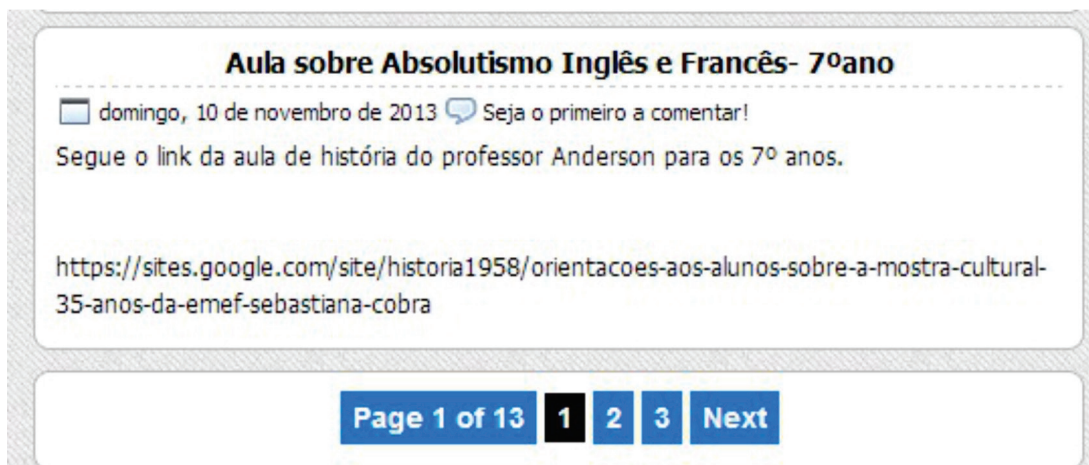 Aula sobre Absolutismo Inglês e Francês- 7ºano
domingo, 10 de novembro de 2013 Seja o primeiro a comentar!
Segue o link da aula de história do professor Anderson para os 7º anos.
https://sites.google.com/site/historia1958/orientacoes-aos-alunos-sobre-a-mostra-cultural-
35-anos-da-emef-sebastiana-cobra
Page 1 of 13 1 2 3 Next